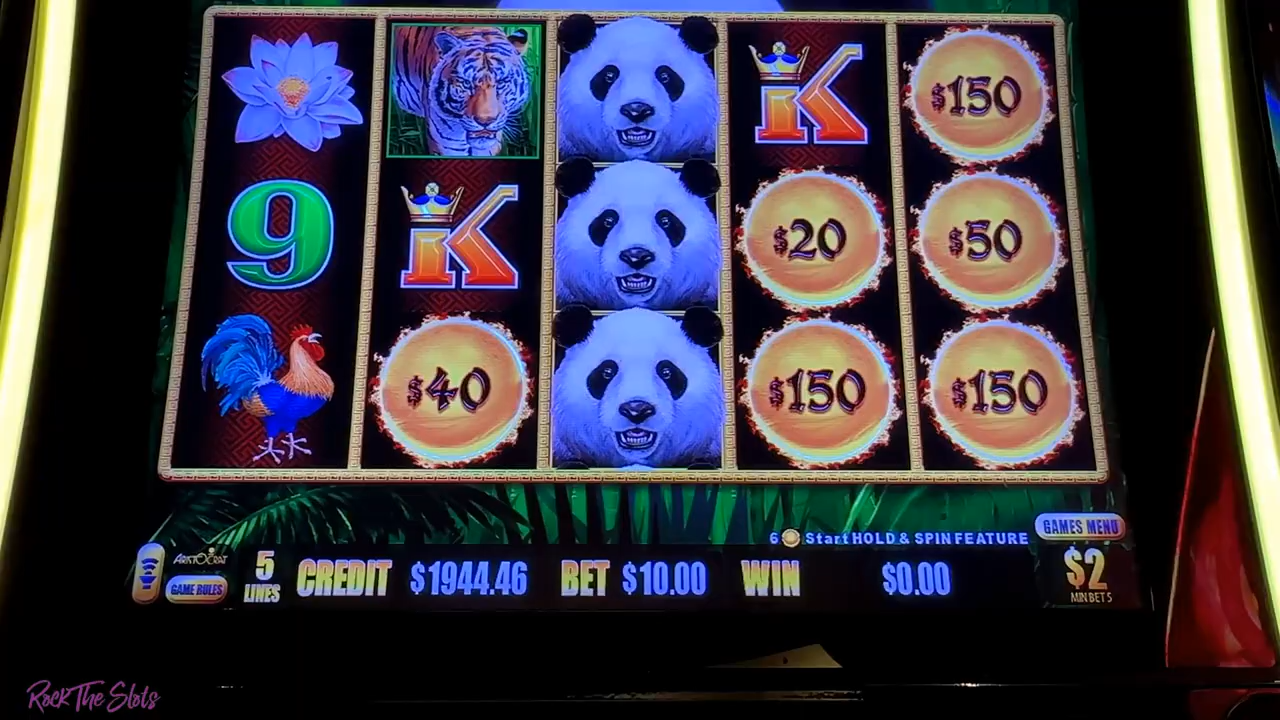 K
$150
9
K
$20
$50
$40
$150
$150
6 Start HOLD & SPIN FEATURE
GAMES MENU
ARISTOCRAT
GAME RULES
5 LINES
CREDIT $1944.46
BET $10.00
WIN $0.00
$2
MIN BET 5
Rock The Slots